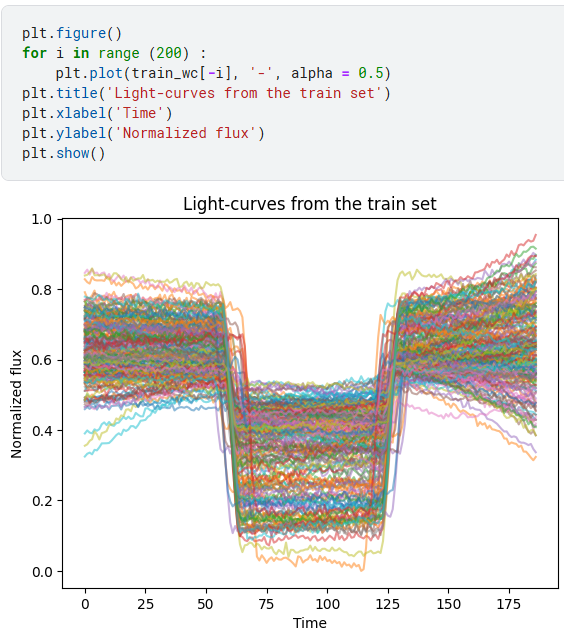 plt.figure()
for i in range (200) :
    plt.plot(train_wc[-i], '-', alpha = 0.5)
plt.title('Light-curves from the train set')
plt.xlabel('Time')
plt.ylabel('Normalized flux')
plt.show()
Light-curves from the train set
1.0
0.8
0.6
0.4
0.2
0.0
Normalized flux
0 25 50 75 100 125 150 175
Time